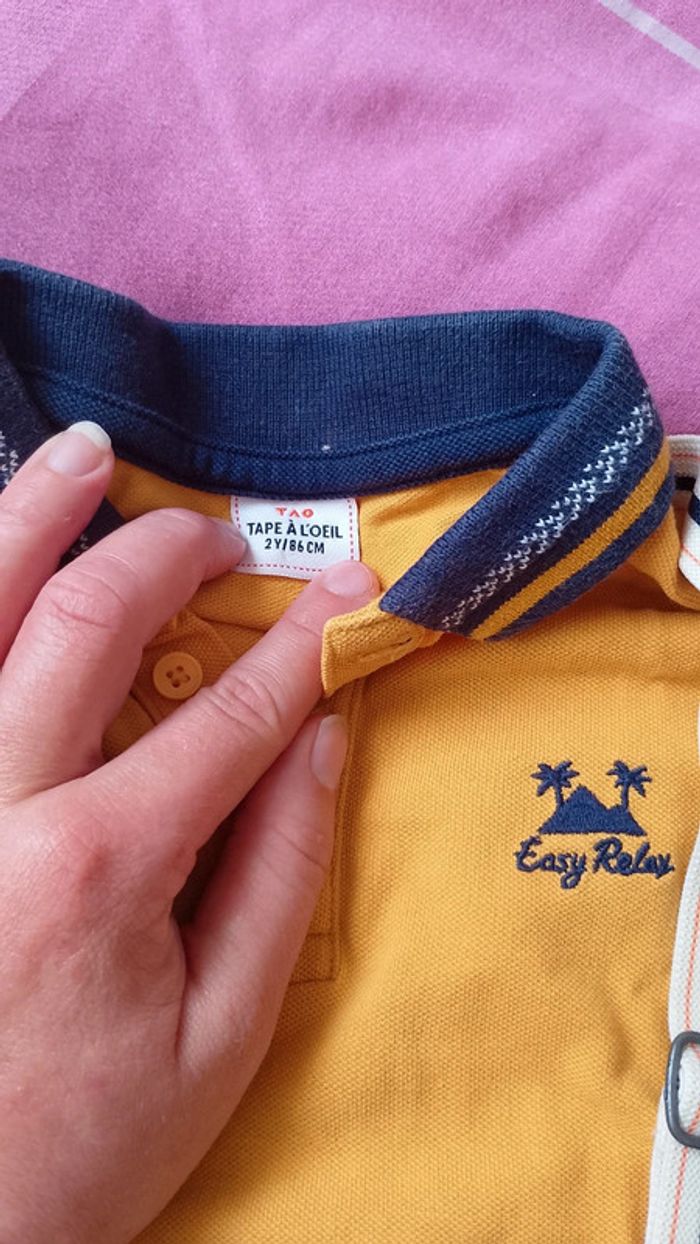 TAO
TAPE À L'OEIL
2Y/86CM
Easy Relax